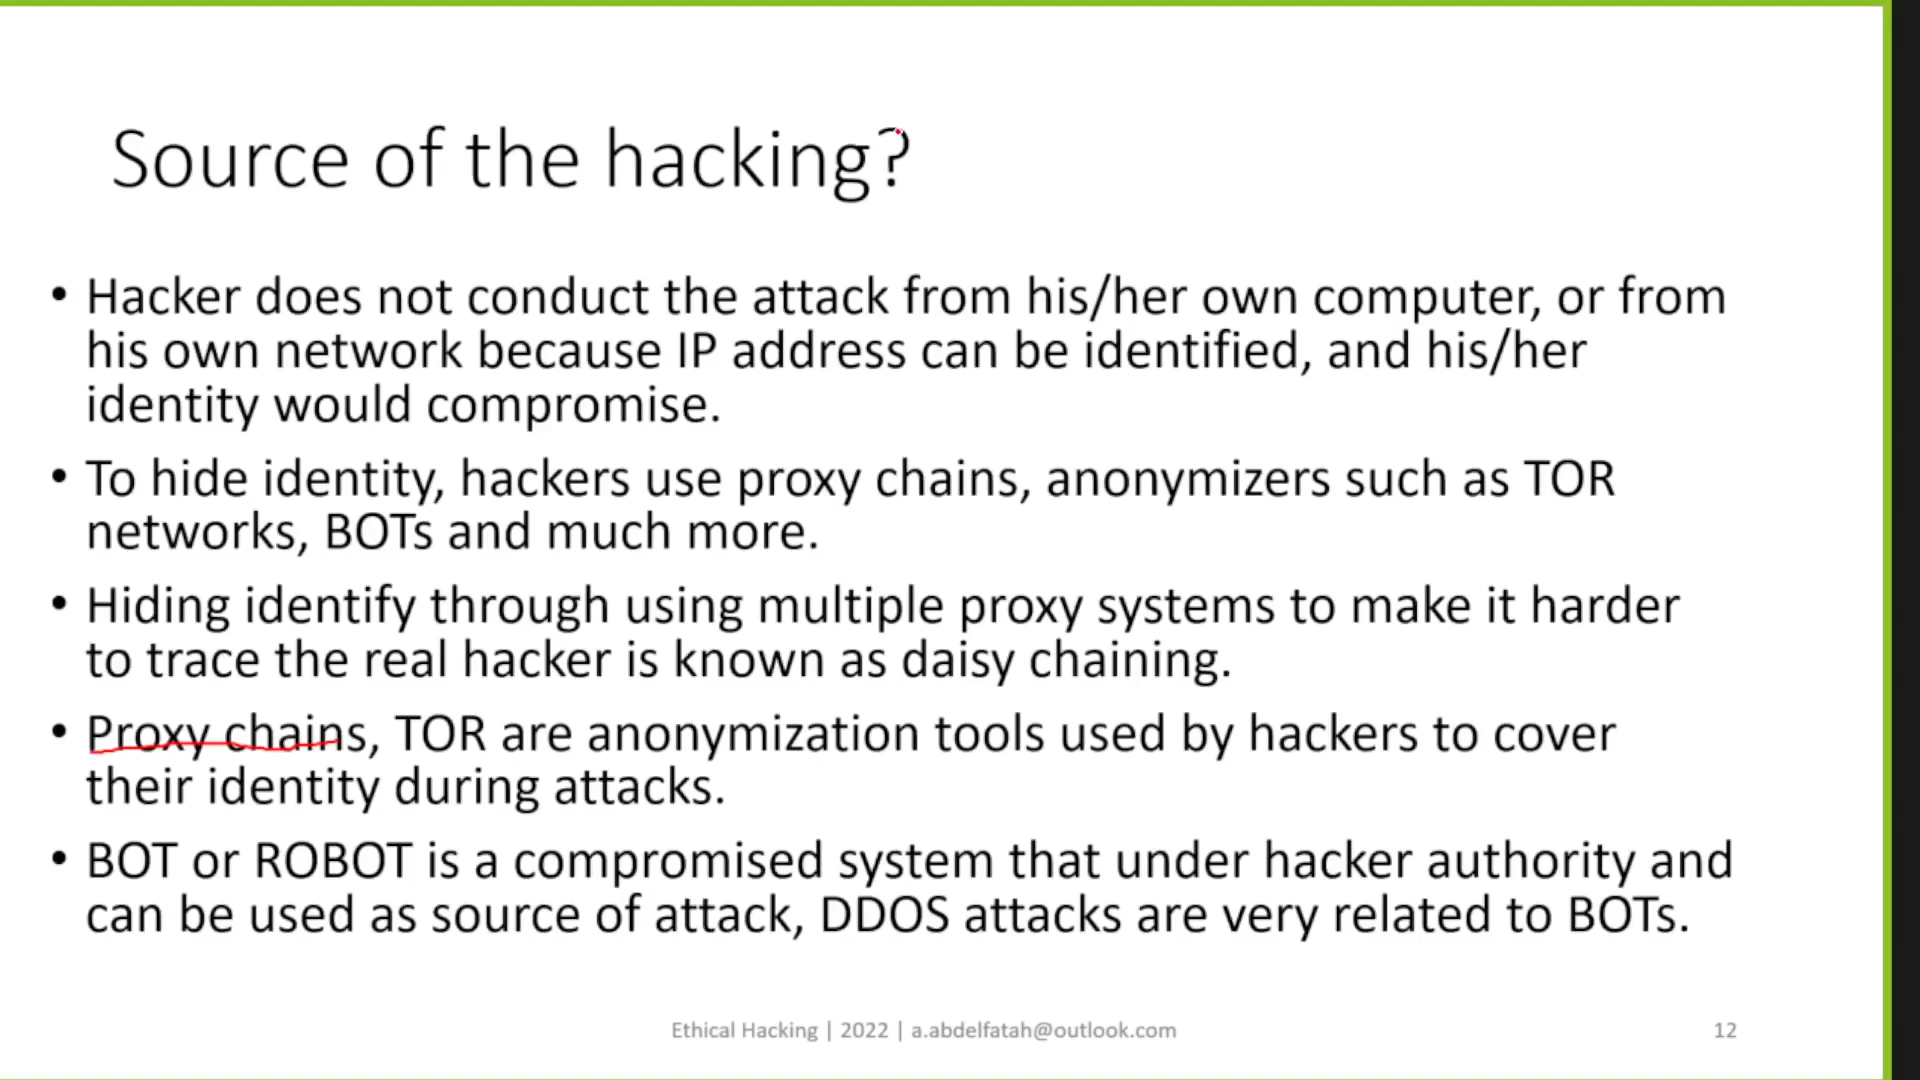 Source of the hacking?
• Hacker does not conduct the attack from his/her own computer, or from
his own network because IP address can be identified, and his/her
identity would compromise.
• To hide identity, hackers use proxy chains, anonymizers such as TOR
networks, BOTs and much more.
• Hiding identify through using multiple proxy systems to make it harder
to trace the real hacker is known as daisy chaining.
• Proxy chains, TOR are anonymization tools used by hackers to cover
their identity during attacks.
• BOT or ROBOT is a compromised system that under hacker authority and
can be used as source of attack, DDOS attacks are very related to BOTs.
Ethical Hacking | 2022 | a.abdelfatah@outlook.com
12